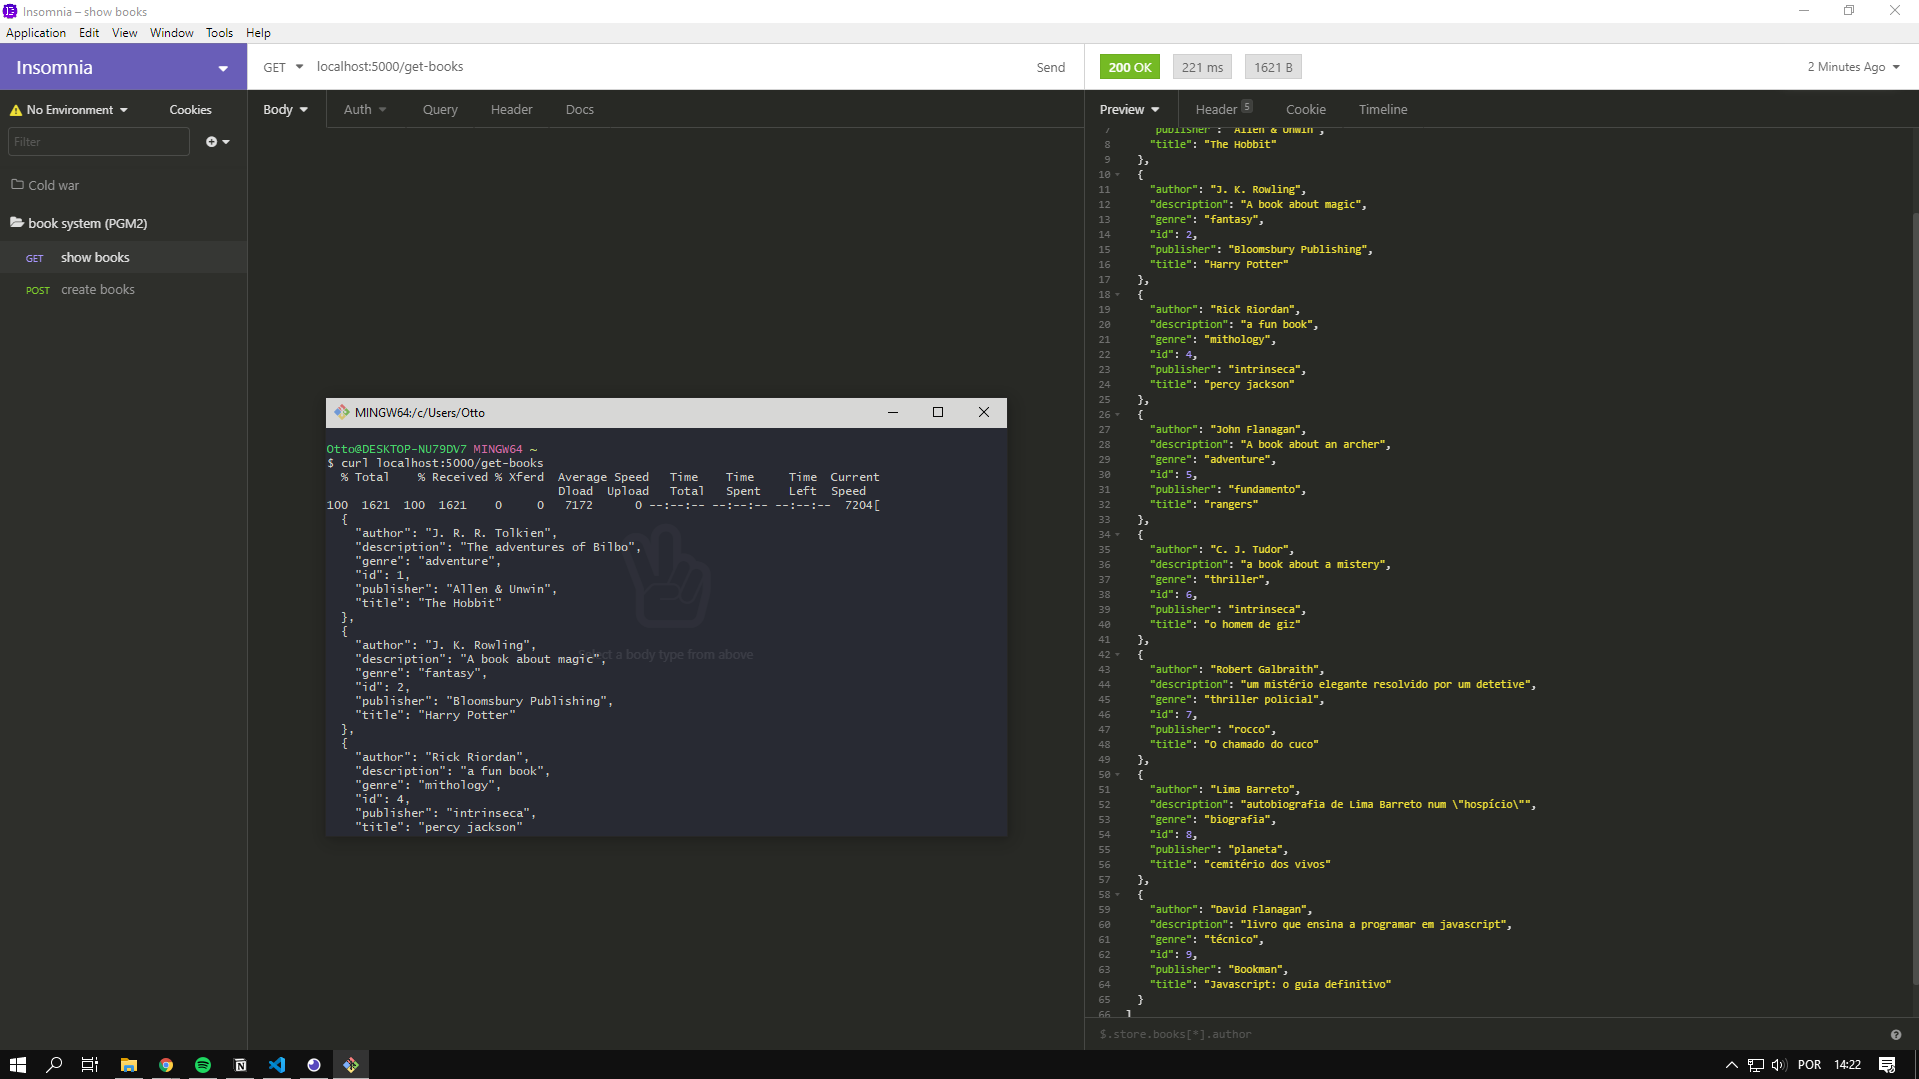 Insomnia – show books
Application Edit View Window Tools Help
Insomnia
GET localhost:5000/get-books Send
200 OK 221 ms 1621 B 2 Minutes Ago
No Environment Cookies
Body Auth Query Header Docs
Preview Header 5 Cookie Timeline
Filter
Cold war
book system (PGM2)
GET show books
POST create books
MINGW64:/c/Users/Otto
Otto@DESKTOP-NU79DV7 MINGW64 ~
$ curl localhost:5000/get-books
% Total % Received % Xferd Average Speed Time Time Time Current
Dload Upload Total Spent Left Speed
100 1621 100 1621 0 0 7172 0 --:--:-- --:--:-- --:--:-- 7204[
{
"author": "J. R. R. Tolkien",
"description": "The adventures of Bilbo",
"genre": "adventure",
"id": 1,
"publisher": "Allen & Unwin",
"title": "The Hobbit"
},
{
"author": "J. K. Rowling",
"description": "A book about magic",
"genre": "fantasy",
"id": 2,
"publisher": "Bloomsbury Publishing",
"title": "Harry Potter"
},
{
"author": "Rick Riordan",
"description": "a fun book",
"genre": "mithology",
"id": 4,
"publisher": "intrinseca",
"title": "percy jackson"
Select a body type from above
7 "publisher": "Allen & Unwin",
8 "title": "The Hobbit"
9 },
10 {
11 "author": "J. K. Rowling",
12 "description": "A book about magic",
13 "genre": "fantasy",
14 "id": 2,
15 "publisher": "Bloomsbury Publishing",
16 "title": "Harry Potter"
17 },
18 {
19 "author": "Rick Riordan",
20 "description": "a fun book",
21 "genre": "mithology",
22 "id": 4,
23 "publisher": "intrinseca",
24 "title": "percy jackson"
25 },
26 {
27 "author": "John Flanagan",
28 "description": "A book about an archer",
29 "genre": "adventure",
30 "id": 5,
31 "publisher": "fundamento",
32 "title": "rangers"
33 },
34 {
35 "author": "C. J. Tudor",
36 "description": "a book about a mistery",
37 "genre": "thriller",
38 "id": 6,
39 "publisher": "intrinseca",
40 "title": "o homem de giz"
41 },
42 {
43 "author": "Robert Galbraith",
44 "description": "um mistério elegante resolvido por um detetive",
45 "genre": "thriller policial",
46 "id": 7,
47 "publisher": "rocco",
48 "title": "O chamado do cuco"
49 },
50 {
51 "author": "Lima Barreto",
52 "description": "autobiografia de Lima Barreto num \"hospício\"",
53 "genre": "biografia",
54 "id": 8,
55 "publisher": "planeta",
56 "title": "cemitério dos vivos"
57 },
58 {
59 "author": "David Flanagan",
60 "description": "livro que ensina a programar em javascript",
61 "genre": "técnico",
62 "id": 9,
63 "publisher": "Bookman",
64 "title": "Javascript: o guia definitivo"
65 }
66 ]
$.store.books[*].author
POR 14:22